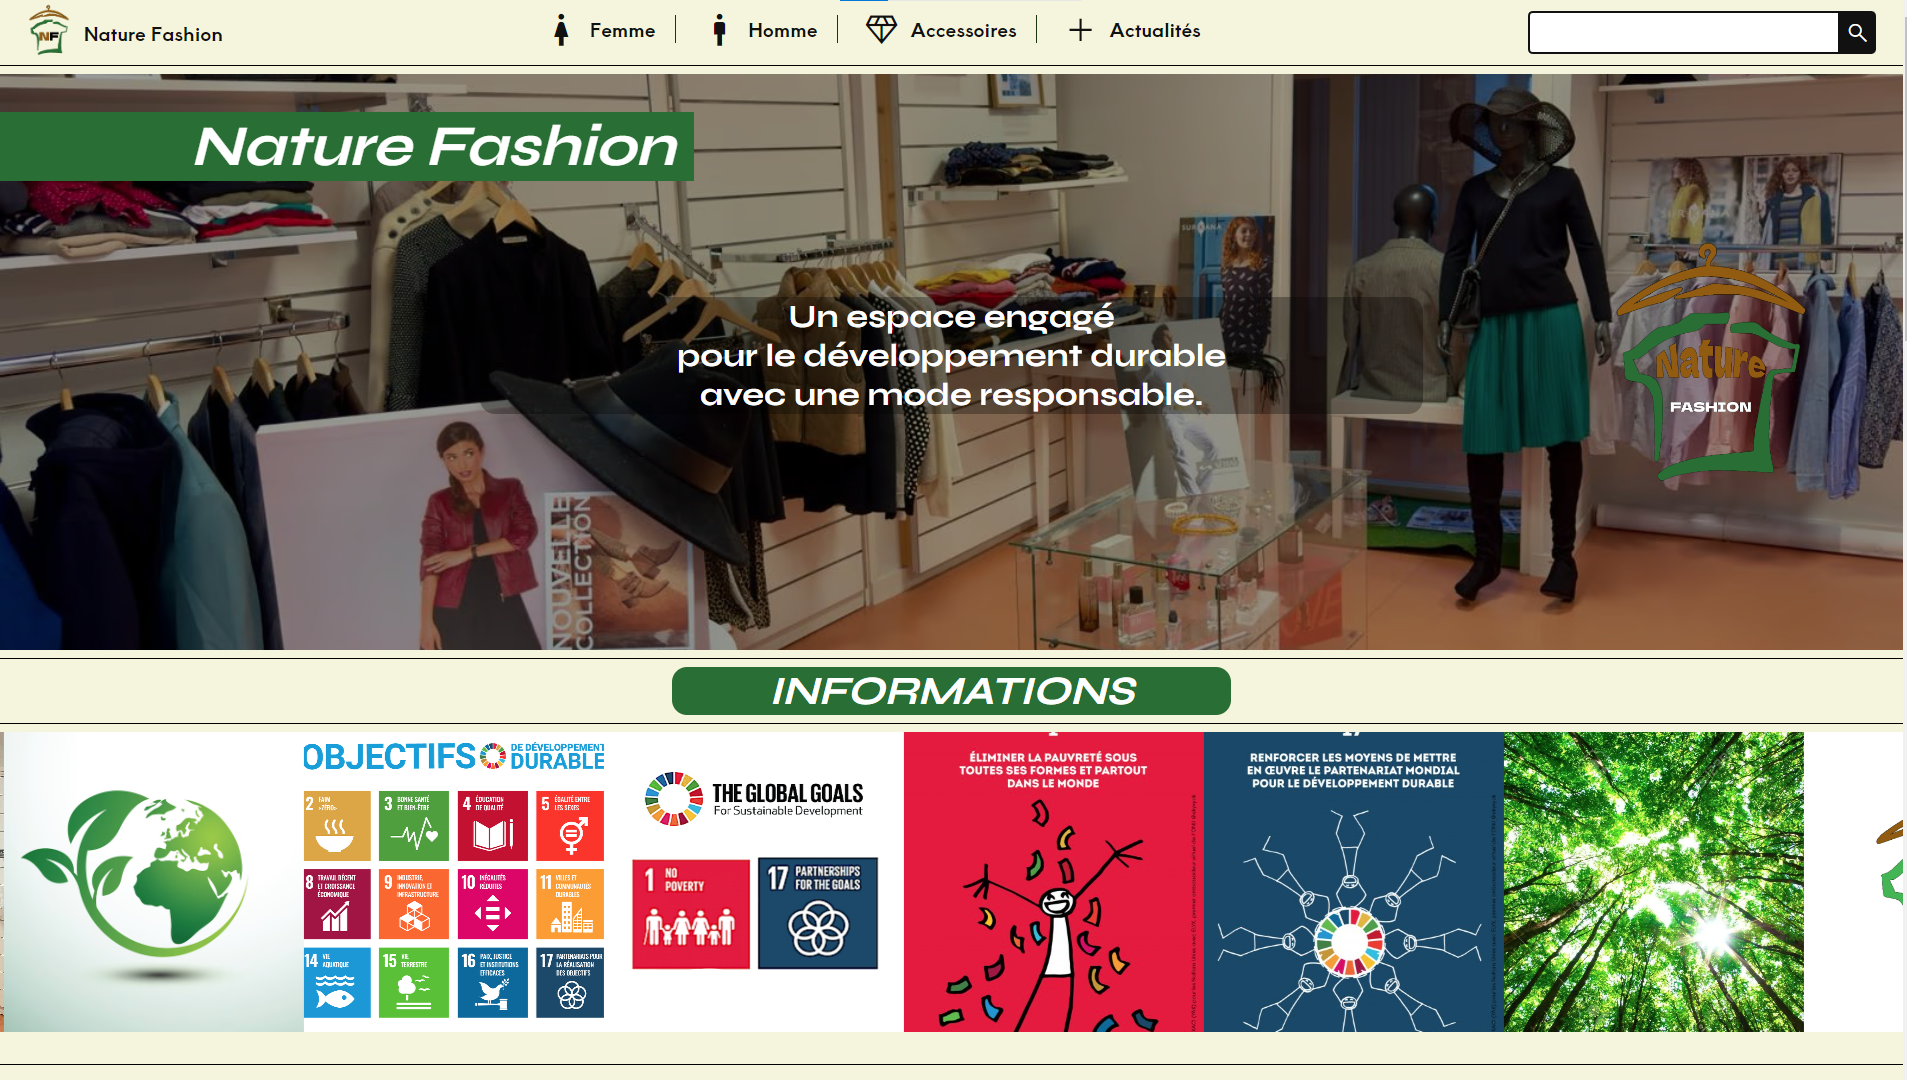 NF
Nature Fashion
Femme
Homme
Accessoires
Actualités
Nature Fashion
Un espace engagé
pour le développement durable
avec une mode responsable.
Nature
FASHION
NOUVELLE
COLLECTION
INFORMATIONS
OBJECTIFS
DE DÉVELOPPEMENT
DURABLE
2 FAIM
«ZÉRO»
3 BONNE SANTÉ
ET BIEN-ÊTRE
4 ÉDUCATION
DE QUALITÉ
5 ÉGALITÉ ENTRE
LES SEXES
8 TRAVAIL DÉCENT
ET CROISSANCE
ÉCONOMIQUE
9 INDUSTRIE,
INNOVATION ET
INFRASTRUCTURE
10 INÉGALITÉS
RÉDUITES
11 VILLES ET
COMMUNAUTÉS
DURABLES
14 VIE
AQUATIQUE
15 VIE
TERRESTRE
16 PAIX, JUSTICE
ET INSTITUTIONS
EFFICACES
17 PARTENARIATS POUR
LA RÉALISATION
DES OBJECTIFS
THE GLOBAL GOALS
For Sustainable Development
1 NO
POVERTY
17 PARTNERSHIPS
FOR THE GOALS
ÉLIMINER LA PAUVRETÉ SOUS
TOUTES SES FORMES ET PARTOUT
DANS LE MONDE
17
RENFORCER LES MOYENS DE METTRE
EN ŒUVRE LE PARTENARIAT MONDIAL
POUR LE DÉVELOPPEMENT DURABLE